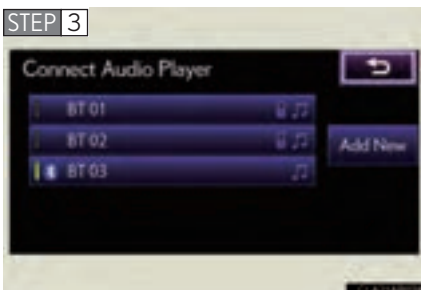 STEP 3
Connect Audio Player
BT 01
BT 02
Add New
BT 03